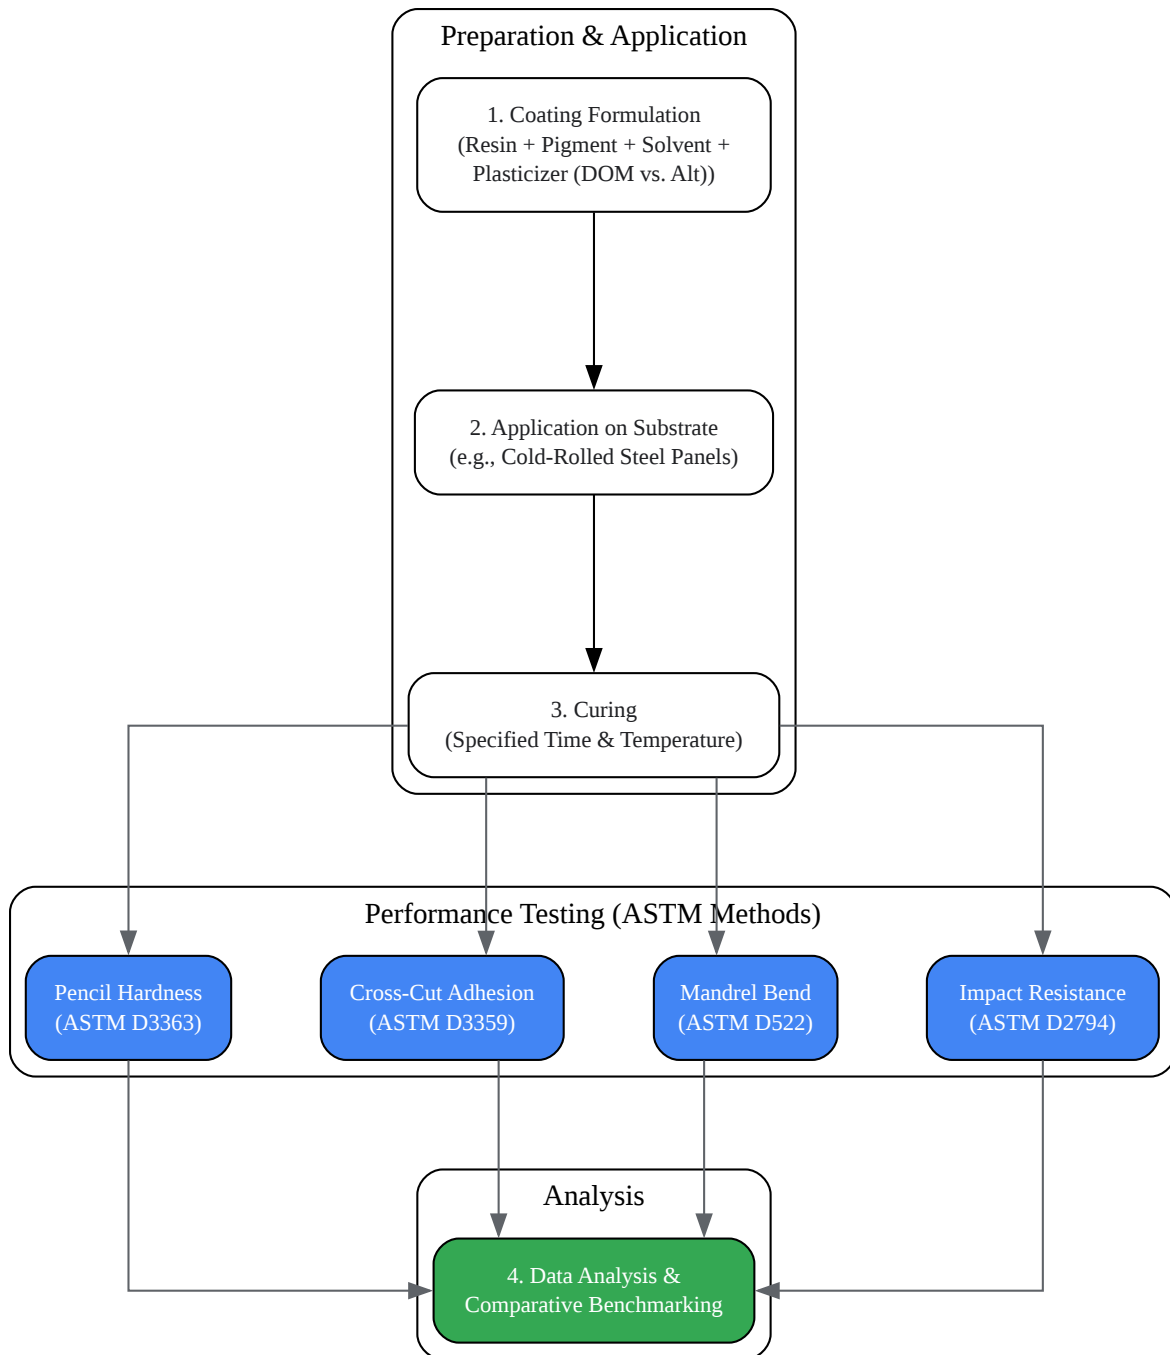 Preparation & Application
1. Coating Formulation
(Resin + Pigment + Solvent +
Plasticizer (DOM vs. Alt))
2. Application on Substrate
(e.g., Cold-Rolled Steel Panels)
3. Curing
(Specified Time & Temperature)
Performance Testing (ASTM Methods)
Pencil Hardness
(ASTM D3363)
Cross-Cut Adhesion
(ASTM D3359)
Mandrel Bend
(ASTM D522)
Impact Resistance
(ASTM D2794)
Analysis
4. Data Analysis &
Comparative Benchmarking